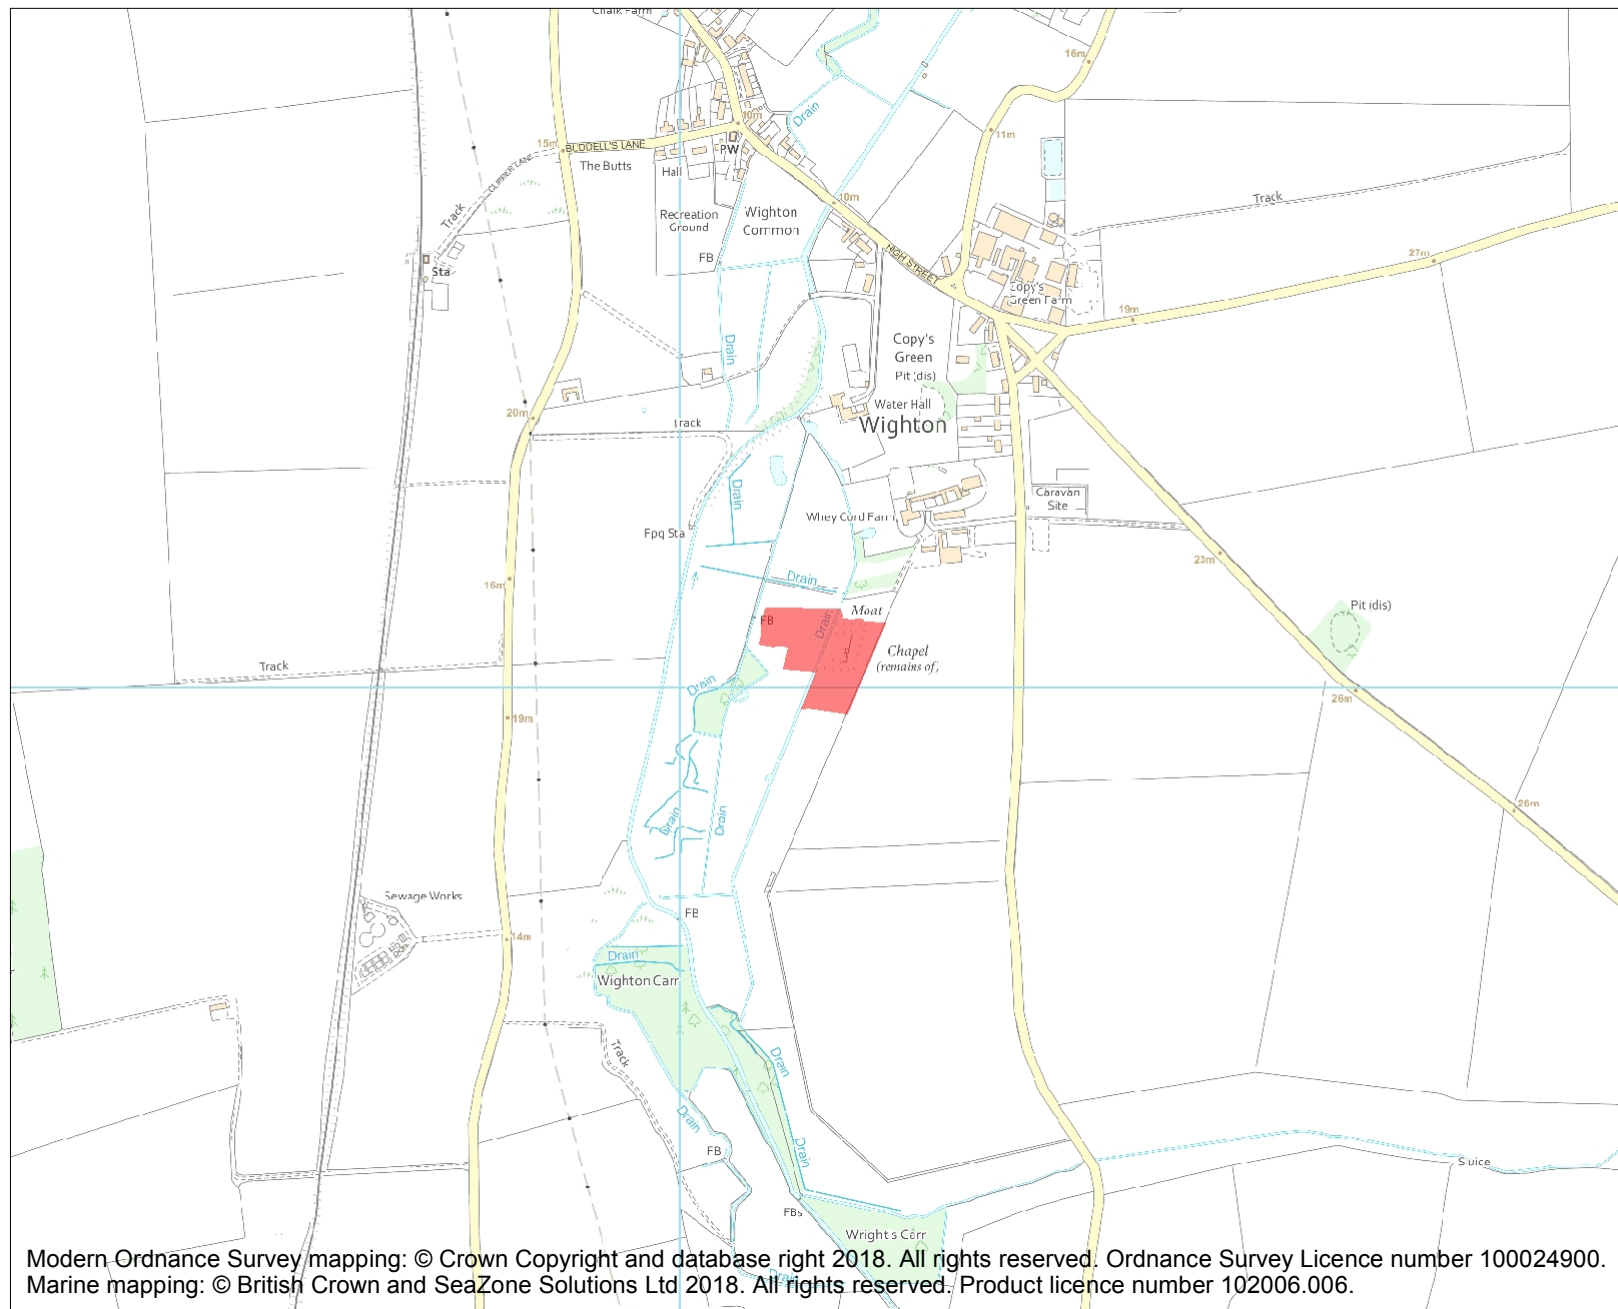 Chalk Farm
16m
Drain
10m
11m
15m
BUDDELL'S LANE
PW
The Butts
CLIPPER LANE
Hall
Track
10m
Track
Recreation
Ground
Wighton
Common
HIGH STREET
27m
FB
Sta
Copy's
Green Farm
19m
Drain
Copy's
Green
Pit (dis)
Water Hall
20m
Track
Wighton
Drain
Caravan
Site
Whey Curd Farm
Fpg Sta
23m
16m
Drain
Moat
Pit (dis)
FB
Drain
Chapel
(remains of)
Track
Drain
26m
19m
26m
Drain
Drain
Sewage Works
FB
14m
Drain
Wighton Carr
Track
Drain
Drain
FB
Drain
FBs
Wright's Carr
Drain
Modern Ordnance Survey mapping: © Crown Copyright and database right 2018. All rights reserved. Ordnance Survey Licence number 100024900.
Marine mapping: © British Crown and SeaZone Solutions Ltd 2018. All rights reserved. Product licence number 102006.006.